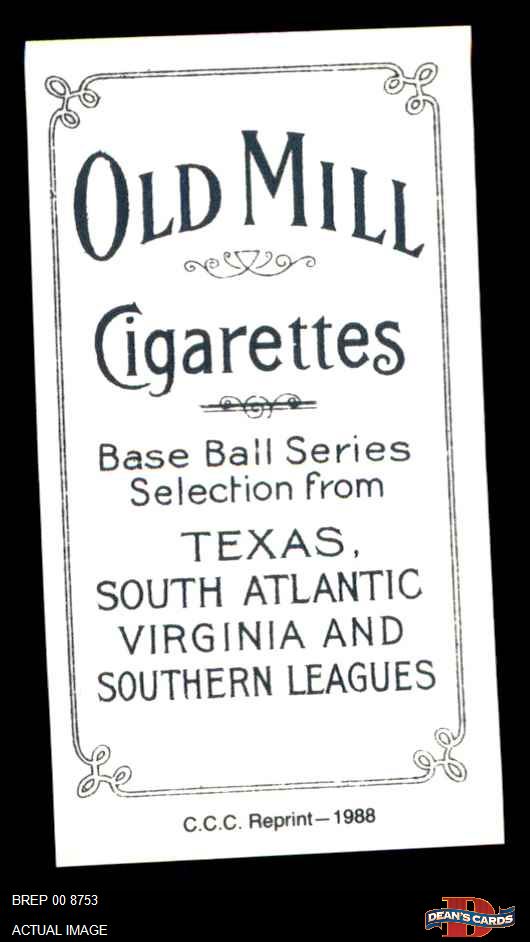 OLD MILL
Cigarettes
Base Ball Series
Selection from
TEXAS,
SOUTH ATLANTIC
VIRGINIA AND
SOUTHERN LEAGUES
C.C.C. Reprint—1988
BREP 00 8753
ACTUAL IMAGE
D
DEAN'S CARDS